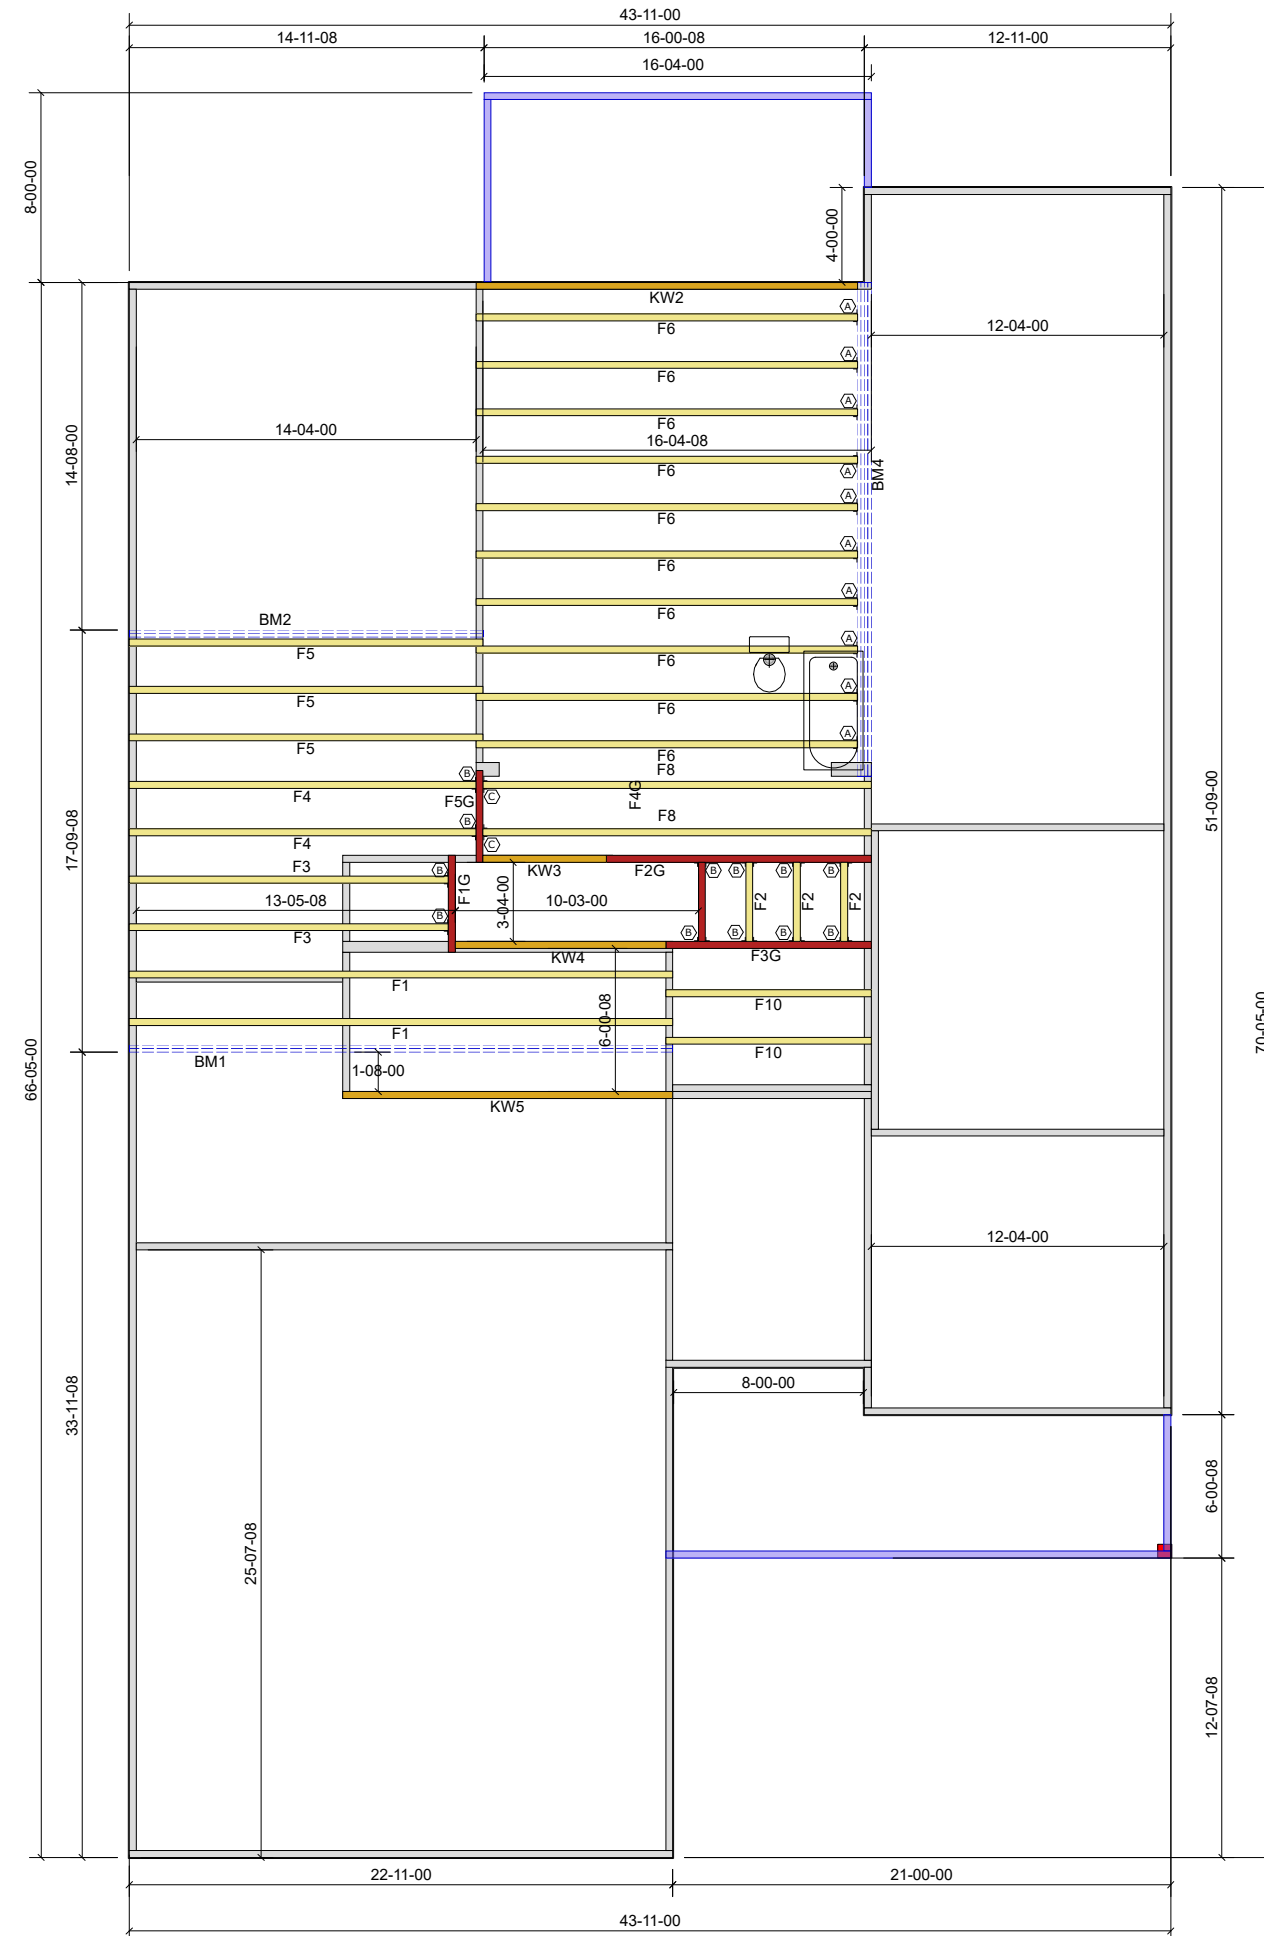 43-11-00
14-11-08
16-00-08
12-11-00
16-04-00
8-00-00
4-00-00
KW2
A
F6
12-04-00
A
F6
A
F6
14-04-00
16-04-08
14-08-00
F6
A
BM4
A
F6
A
F6
A
F6
BM2
A
F5
F6
A
F5
F6
A
F5
F6
B
F8
F4
F5G
C
F4G
51-09-00
B
F8
F4
C
17-09-08
F3
B
F1G
KW3
F2G
B
B
B
B
3-04-00
F2
F2
F2
13-05-08
10-03-00
B
F3
B
B
B
B
KW4
F3G
F1
F10
70-05-00
6-00-08
F1
F10
BM1
1-08-00
66-05-00
KW5
12-04-00
8-00-00
33-11-08
6-00-08
25-07-08
12-07-08
22-11-00
21-00-00
43-11-00